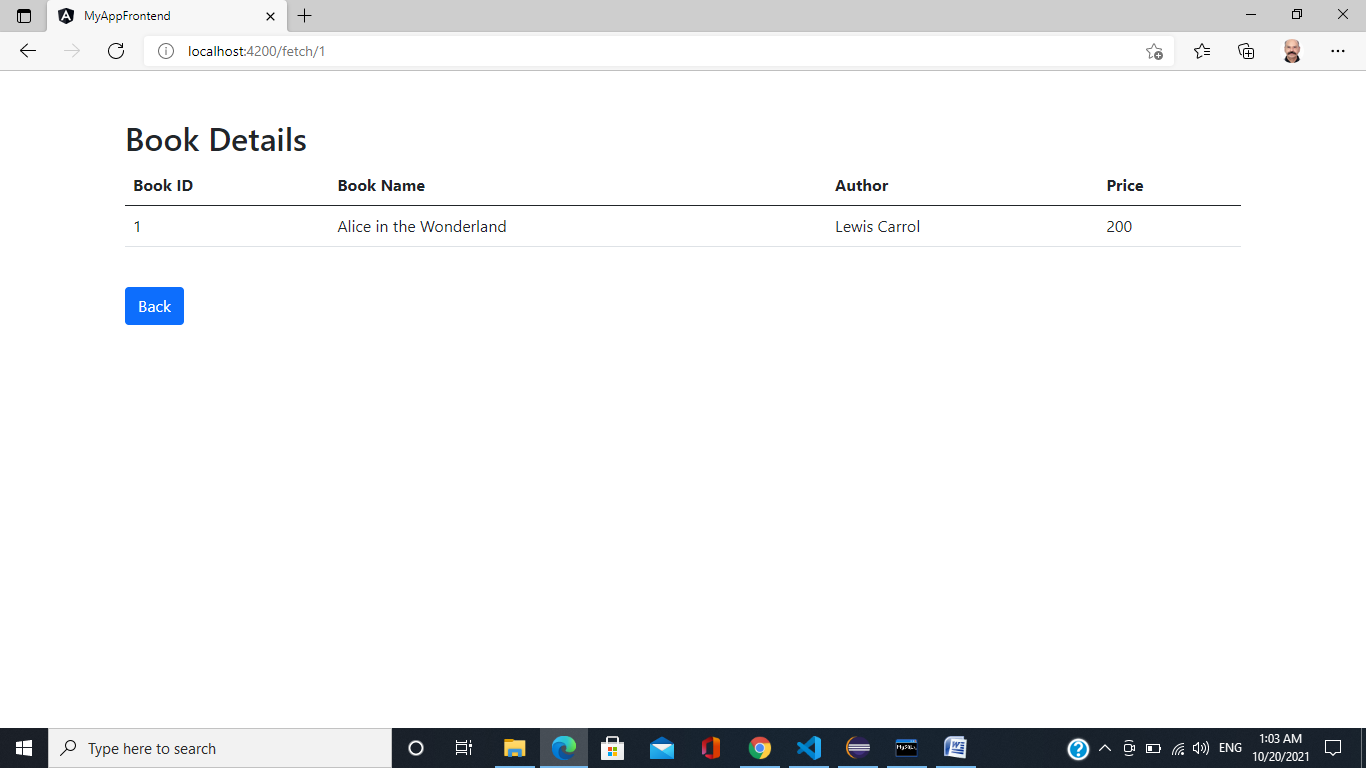 MyAppFrontend
localhost:4200/fetch/1
Book Details
Book ID Book Name Author Price
1 Alice in the Wonderland Lewis Carrol 200
Back
Type here to search
ENG
1:03 AM
10/20/2021